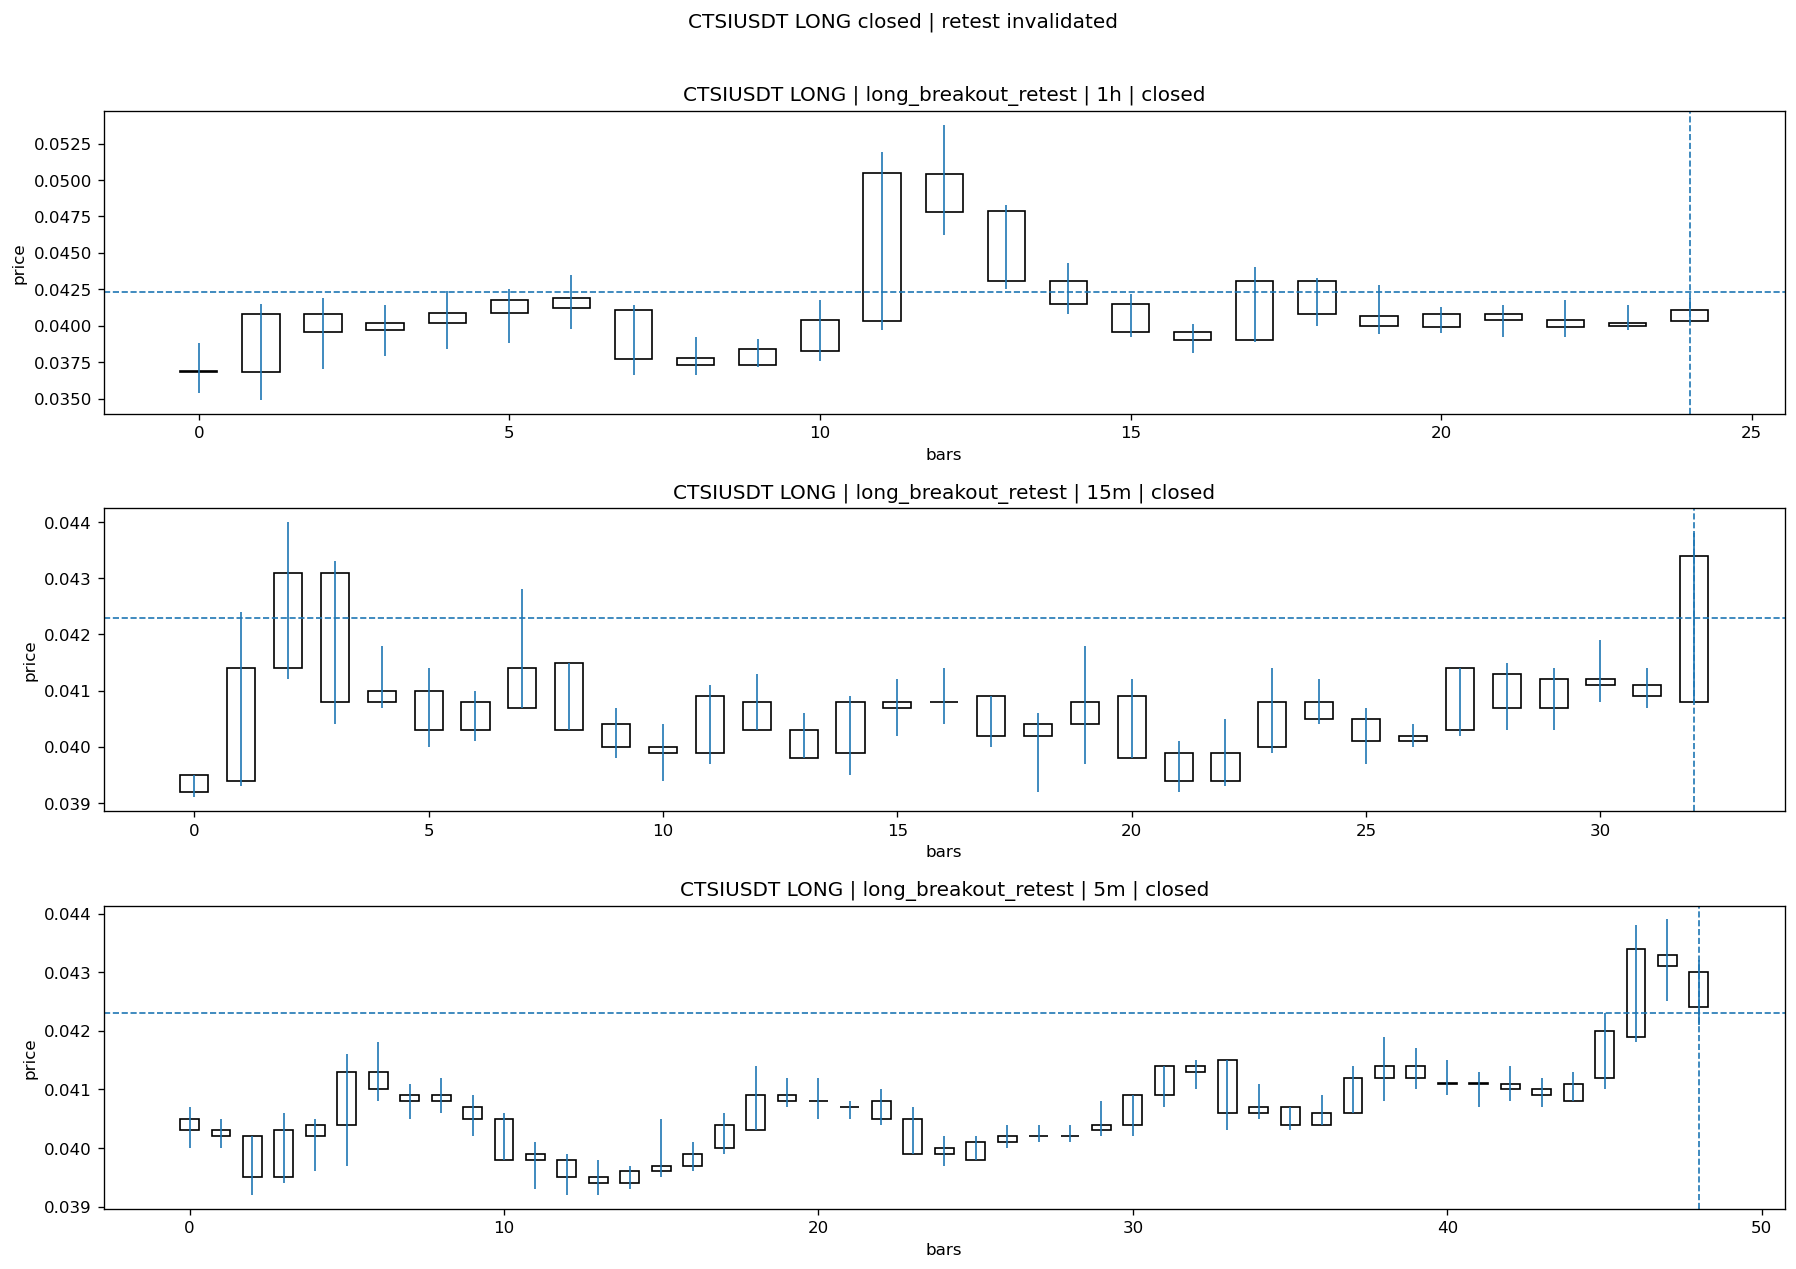 CTSIUSDT LONG closed | retest invalidated
CTSIUSDT LONG | long_breakout_retest | 1h | closed
price
0.0525
0.0500
0.0475
0.0450
0.0425
0.0400
0.0375
0.0350
0 5 10 15 20 25
bars
CTSIUSDT LONG | long_breakout_retest | 15m | closed
price
0.044
0.043
0.042
0.041
0.040
0.039
0 5 10 15 20 25 30
bars
CTSIUSDT LONG | long_breakout_retest | 5m | closed
price
0.044
0.043
0.042
0.041
0.040
0.039
0 10 20 30 40 50
bars